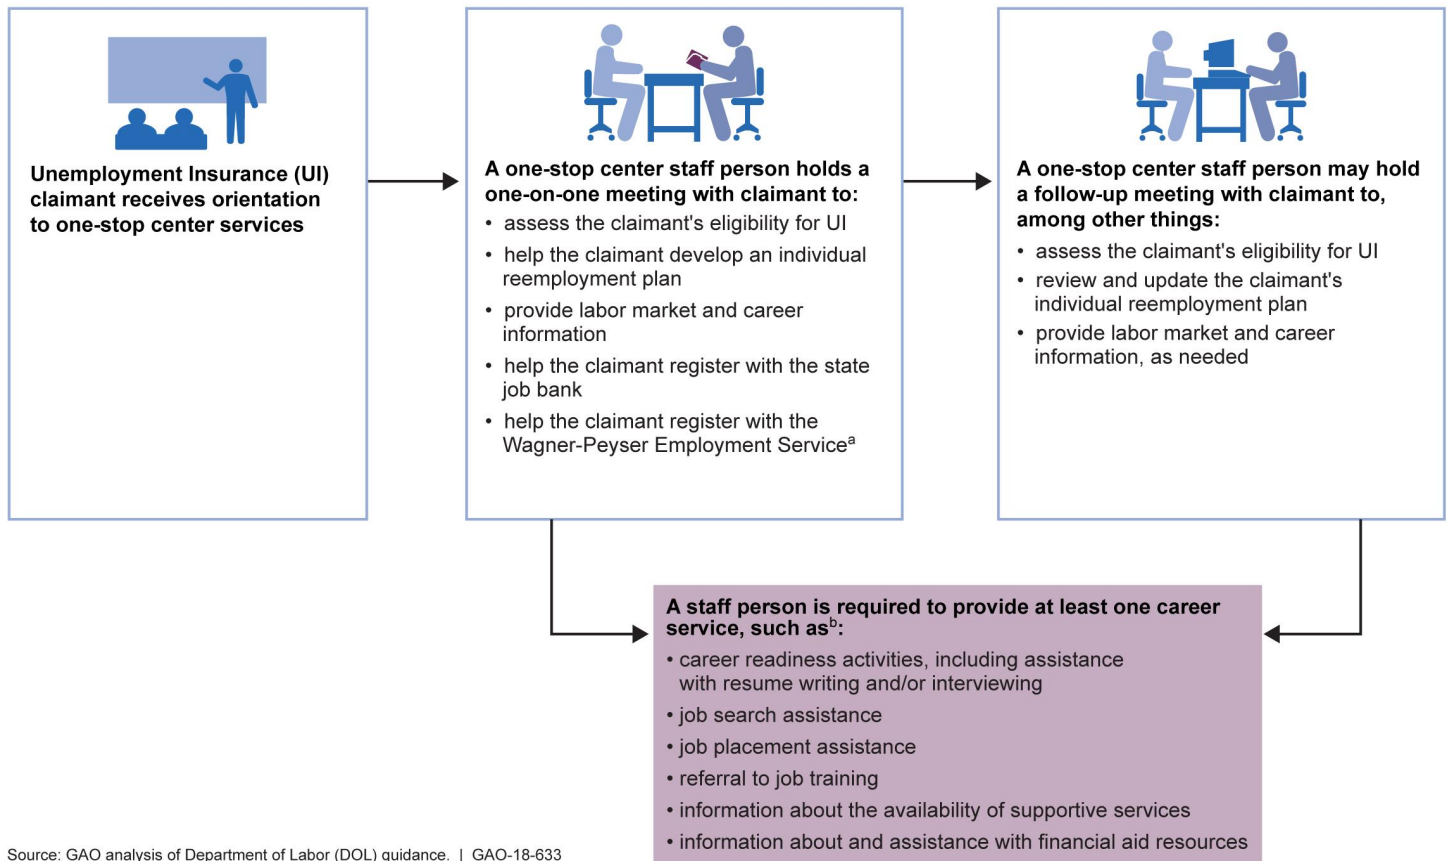 Unemployment Insurance (UI)
claimant receives orientation
to one-stop center services
A one-stop center staff person holds a
one-on-one meeting with claimant to:
• assess the claimant's eligibility for UI
• help the claimant develop an individual
reemployment plan
• provide labor market and career
information
• help the claimant register with the state
job bank
• help the claimant register with the
Wagner-Peyser Employment Serviceᵃ
A one-stop center staff person may hold
a follow-up meeting with claimant to,
among other things:
• assess the claimant's eligibility for UI
• review and update the claimant's
individual reemployment plan
• provide labor market and career
information, as needed
A staff person is required to provide at least one career
service, such asᵇ:
• career readiness activities, including assistance
with resume writing and/or interviewing
• job search assistance
• job placement assistance
• referral to job training
• information about the availability of supportive services
• information about and assistance with financial aid resources
Source: GAO analysis of Department of Labor (DOL) guidance. | GAO-18-633